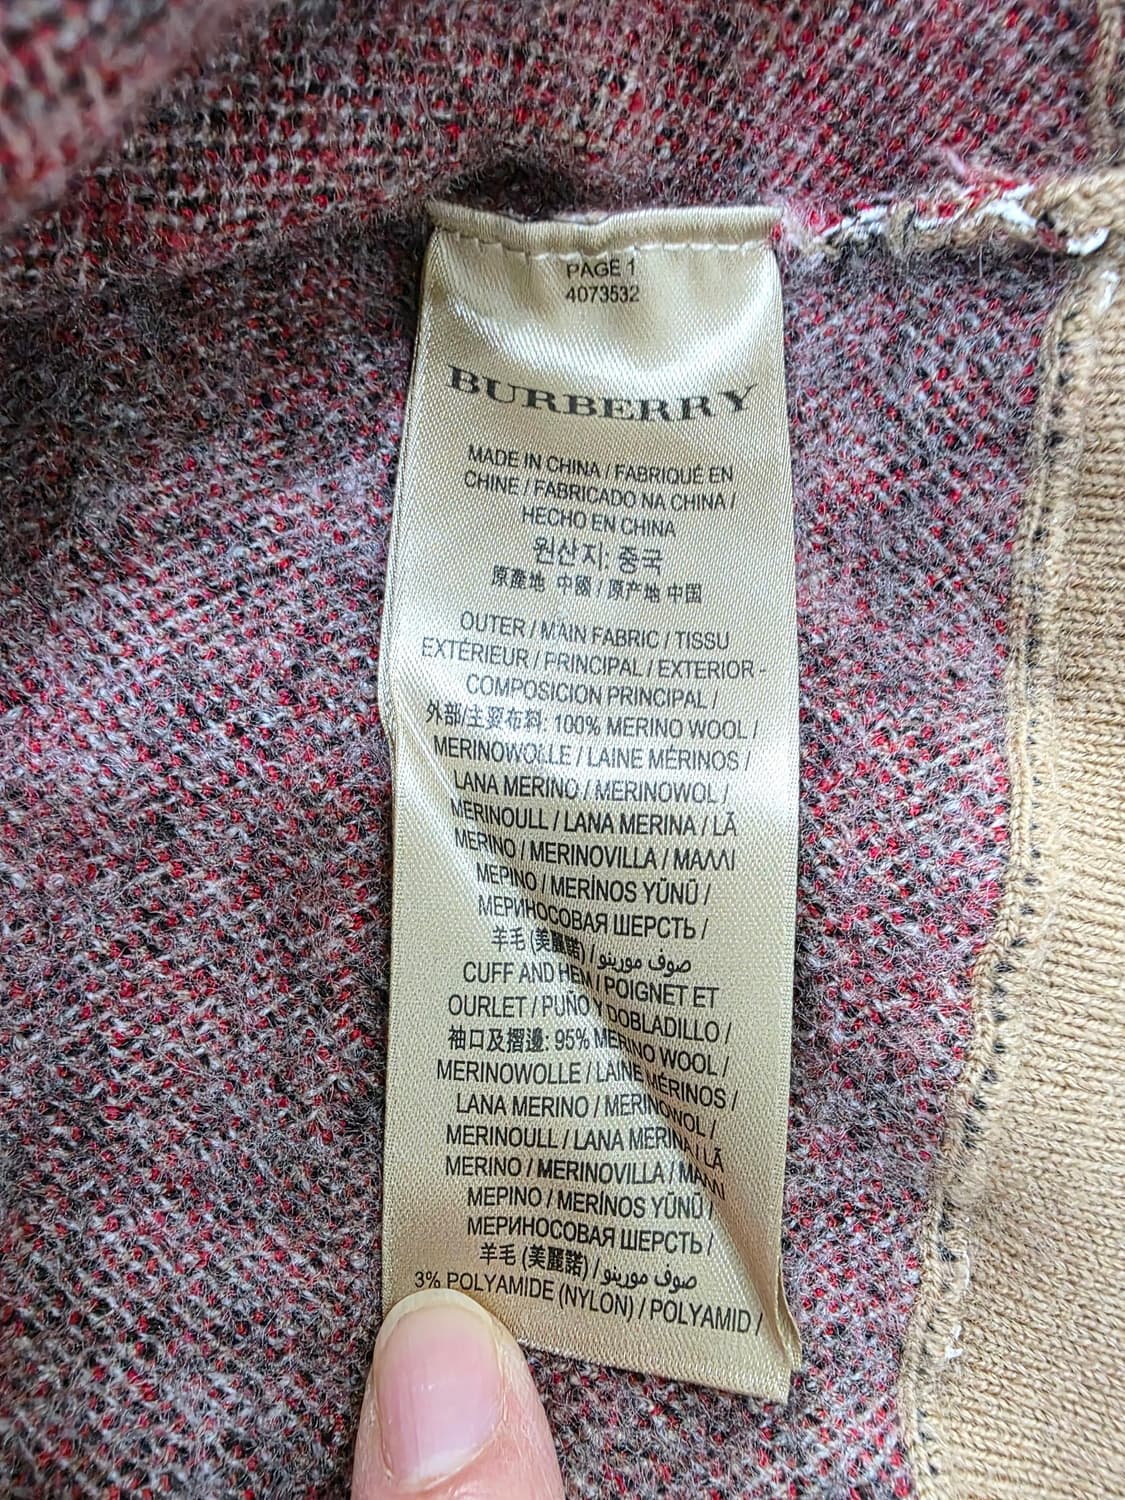 PAGE 1
4073532
BURBERRY
MADE IN CHINA / FABRIQUÉ EN
CHINE / FABRICADO NA CHINA /
HECHO EN CHINA
원산지: 중국
原產地 中國 / 原产地 中国
OUTER / MAIN FABRIC / TISSU
EXTÉRIEUR / PRINCIPAL / EXTERIOR -
COMPOSICION PRINCIPAL /
外部/主要布料: 100% MERINO WOOL /
MERINOWOLLE / LAINE MÉRINOS /
LANA MERINO / MERINOWOL /
MERINOULL / LANA MERINA / LÃ
MERINO / MERINOVILLA / ΜΑΛΛΙ
ΜΕΡΙΝΟ / MERİNOS YÜNÜ /
МЕРИНОСОВАЯ ШЕРСТЬ /
羊毛 (美麗諾) / صوف مورينو
CUFF AND HEM / POIGNET ET
OURLET / PUÑO Y DOBLADILLO /
袖口及摺邊: 95% MERINO WOOL /
MERINOWOLLE / LAINE MÉRINOS /
LANA MERINO / MERINOWOL /
MERINOULL / LANA MERINA / LÃ
MERINO / MERINOVILLA / ΜΑΛΛΙ
ΜΕΡΙΝΟ / MERİNOS YÜNÜ /
МЕРИНОСОВАЯ ШЕРСТЬ /
羊毛 (美麗諾) / صوف مورينو
3% POLYAMIDE (NYLON) / POLYAMID /